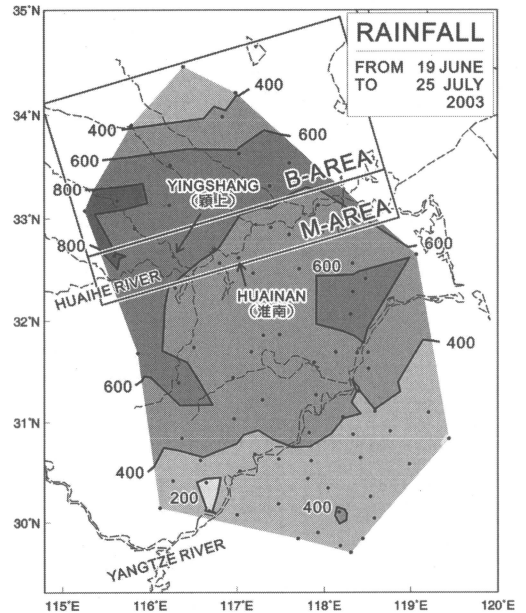 35°N
RAINFALL
FROM 19 JUNE
TO 25 JULY
2003
400
34°N
400
600
600
B-AREA
800
YINGSHANG
(潁上)
33°N
M-AREA
800
600
600
HUAIHE RIVER
HUAINAN
(淮南)
32°N
400
600
31°N
400
200
400
30°N
YANGTZE RIVER
115°E
116°E
117°E
118°E
119°E
120°E